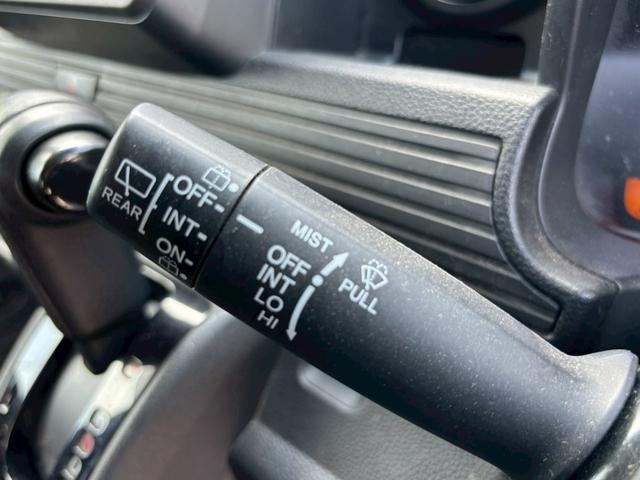 REAR
OFF-
INT-
ON-
MIST
OFF
INT
LO
HI
PULL